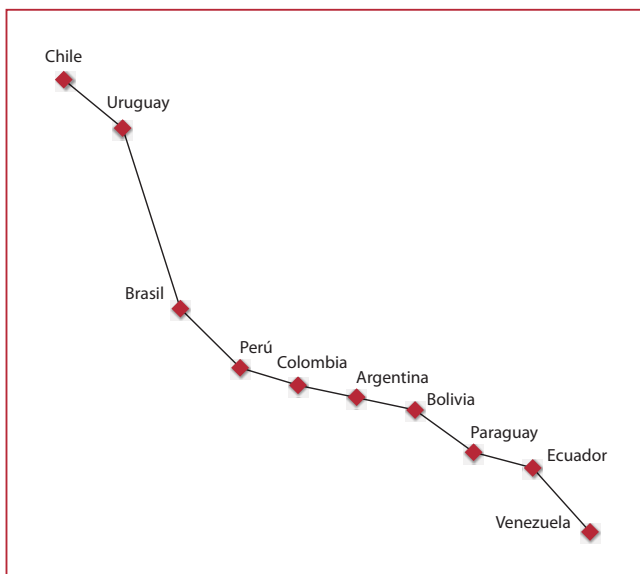 Chile
Uruguay
Brasil
Perú
Colombia
Argentina
Bolivia
Paraguay
Ecuador
Venezuela